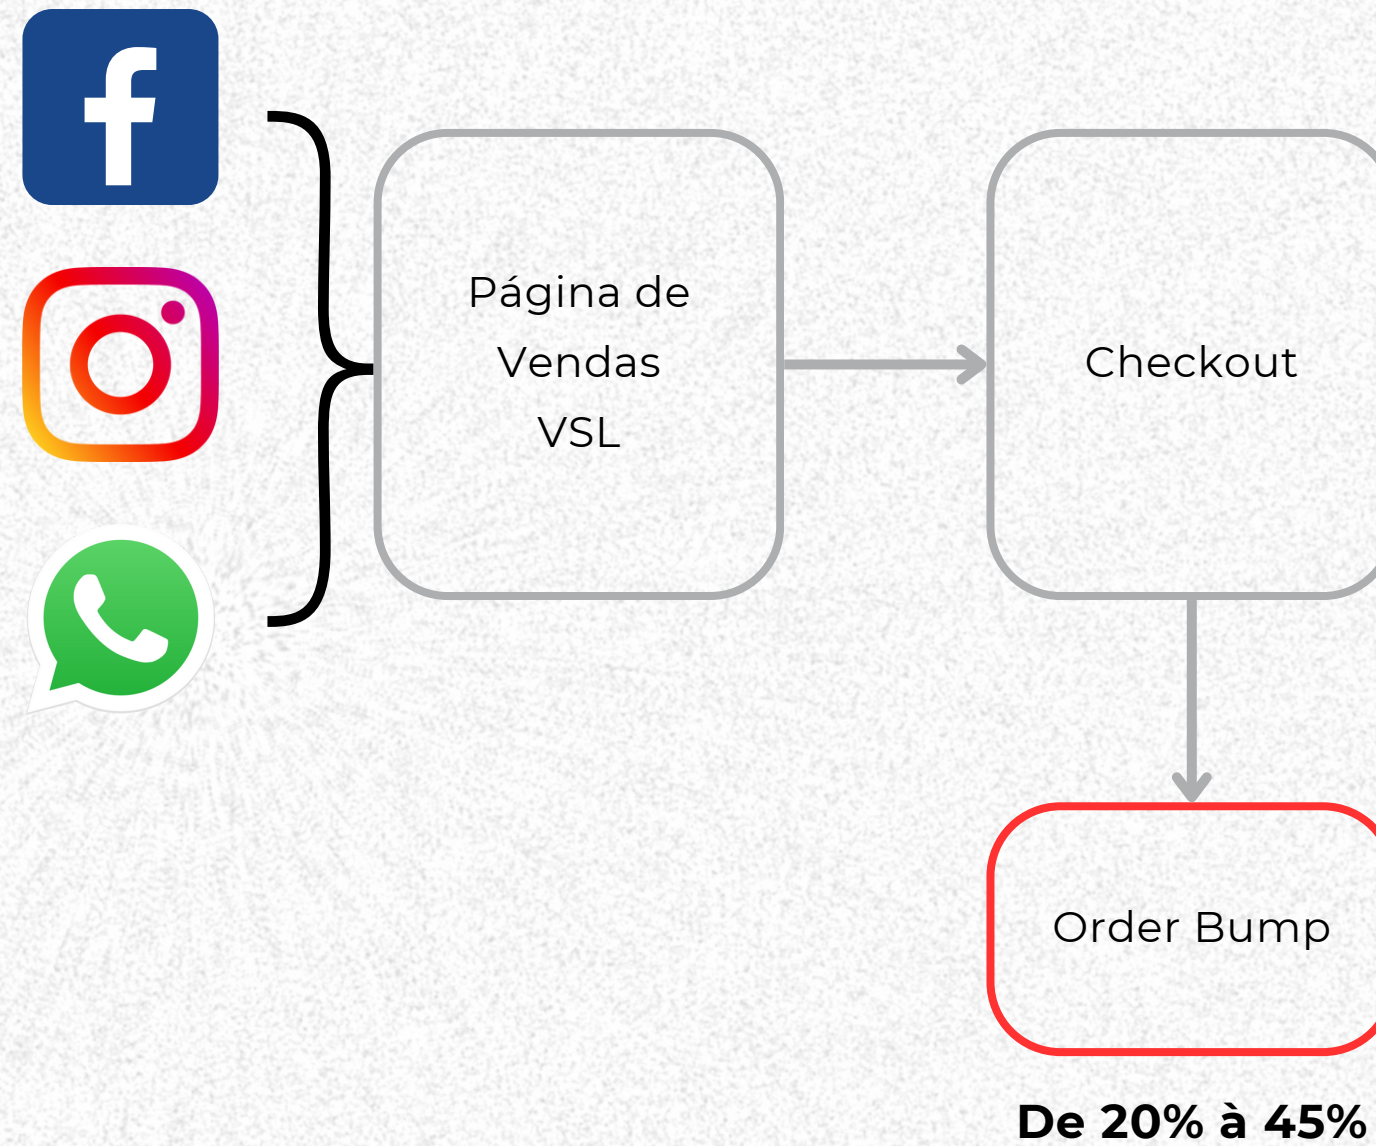 Página de
Vendas
VSL
Checkout
Order Bump
De 20% à 45%